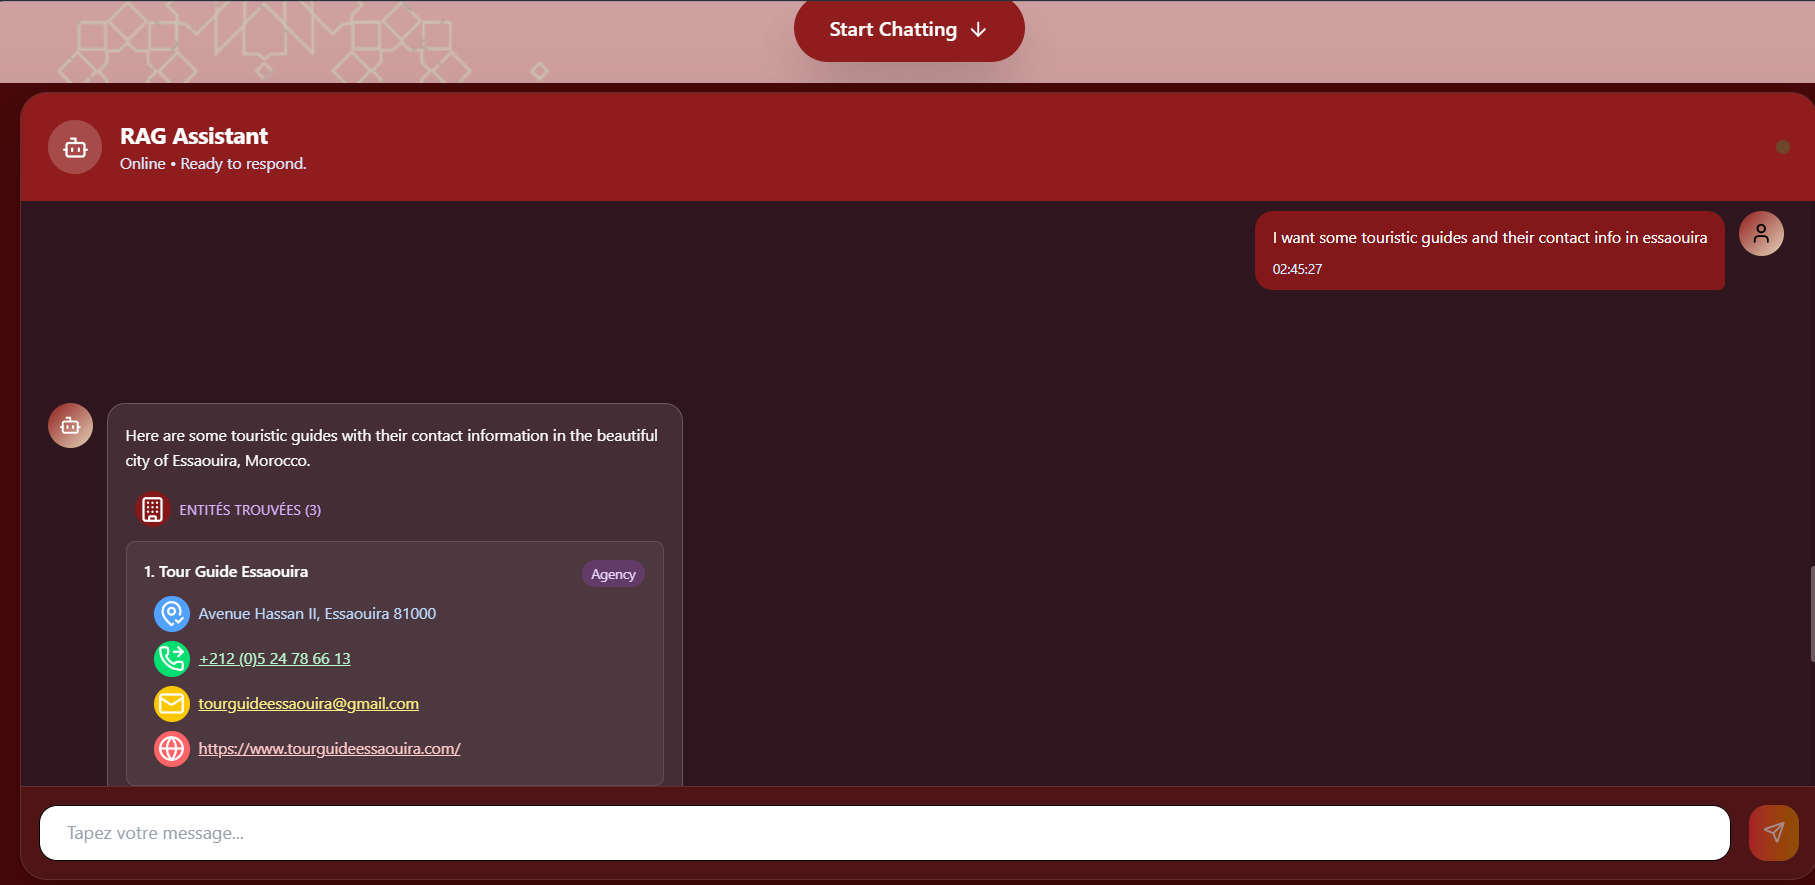 Start Chatting
RAG Assistant
Online • Ready to respond.
I want some touristic guides and their contact info in essaouira
02:45:27
Here are some touristic guides with their contact information in the beautiful
city of Essaouira, Morocco.
ENTITÉS TROUVÉES (3)
1. Tour Guide Essaouira
Agency
Avenue Hassan II, Essaouira 81000
+212 (0)5 24 78 66 13
tourguideessaouira@gmail.com
https://www.tourguideessaouira.com/
Tapez votre message...